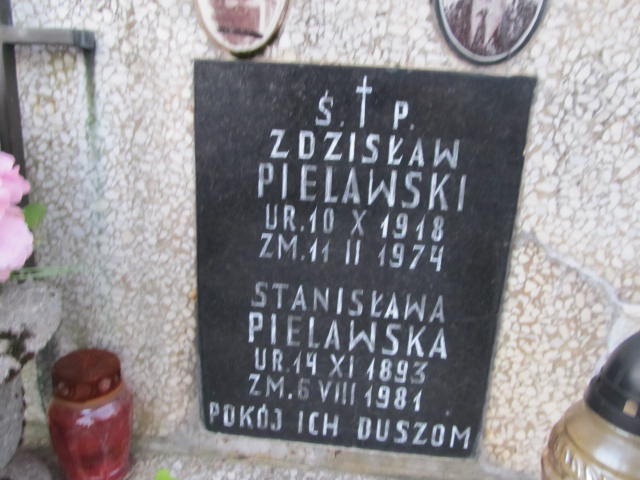 Ś. † P.
ZDZISŁAW
PIELAWSKI
UR. 10 X 1918
ZM. 11 II 1974
STANISŁAWA
PIELAWSKA
UR. 14 XI 1893
ZM. 6 VIII 1981
POKÓJ ICH DUSZOM